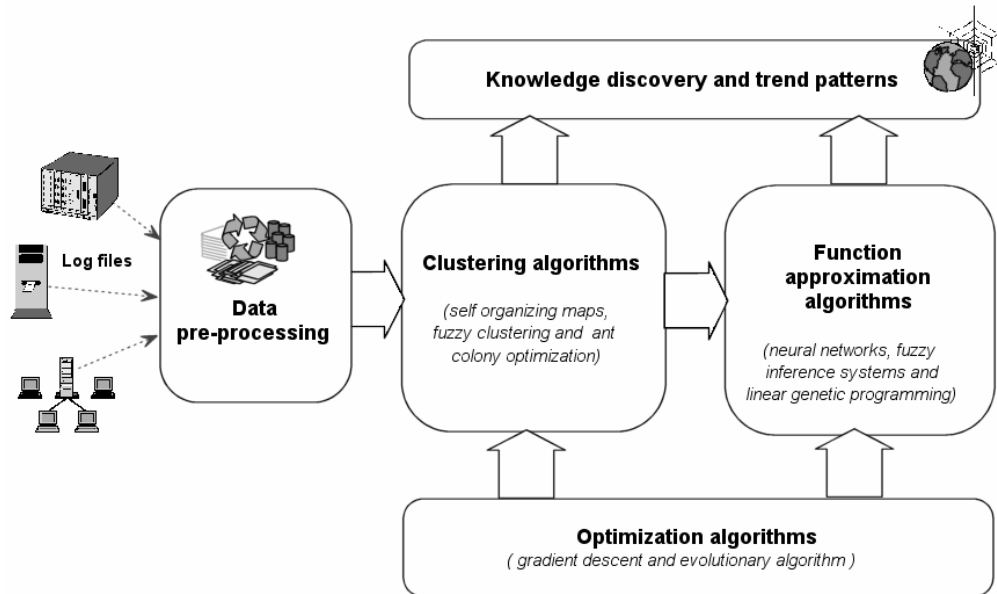 Knowledge discovery and trend patterns
Log files
Data
pre-processing
Clustering algorithms
(self organizing maps,
fuzzy clustering and ant
colony optimization)
Function
approximation
algorithms
(neural networks, fuzzy
inference systems and
linear genetic programming)
Optimization algorithms
( gradient descent and evolutionary algorithm )